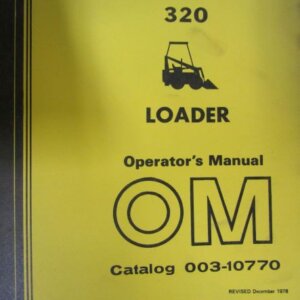 320
LOADER
Operator's Manual
OM
Catalog 003-10770
REVISED December 1978